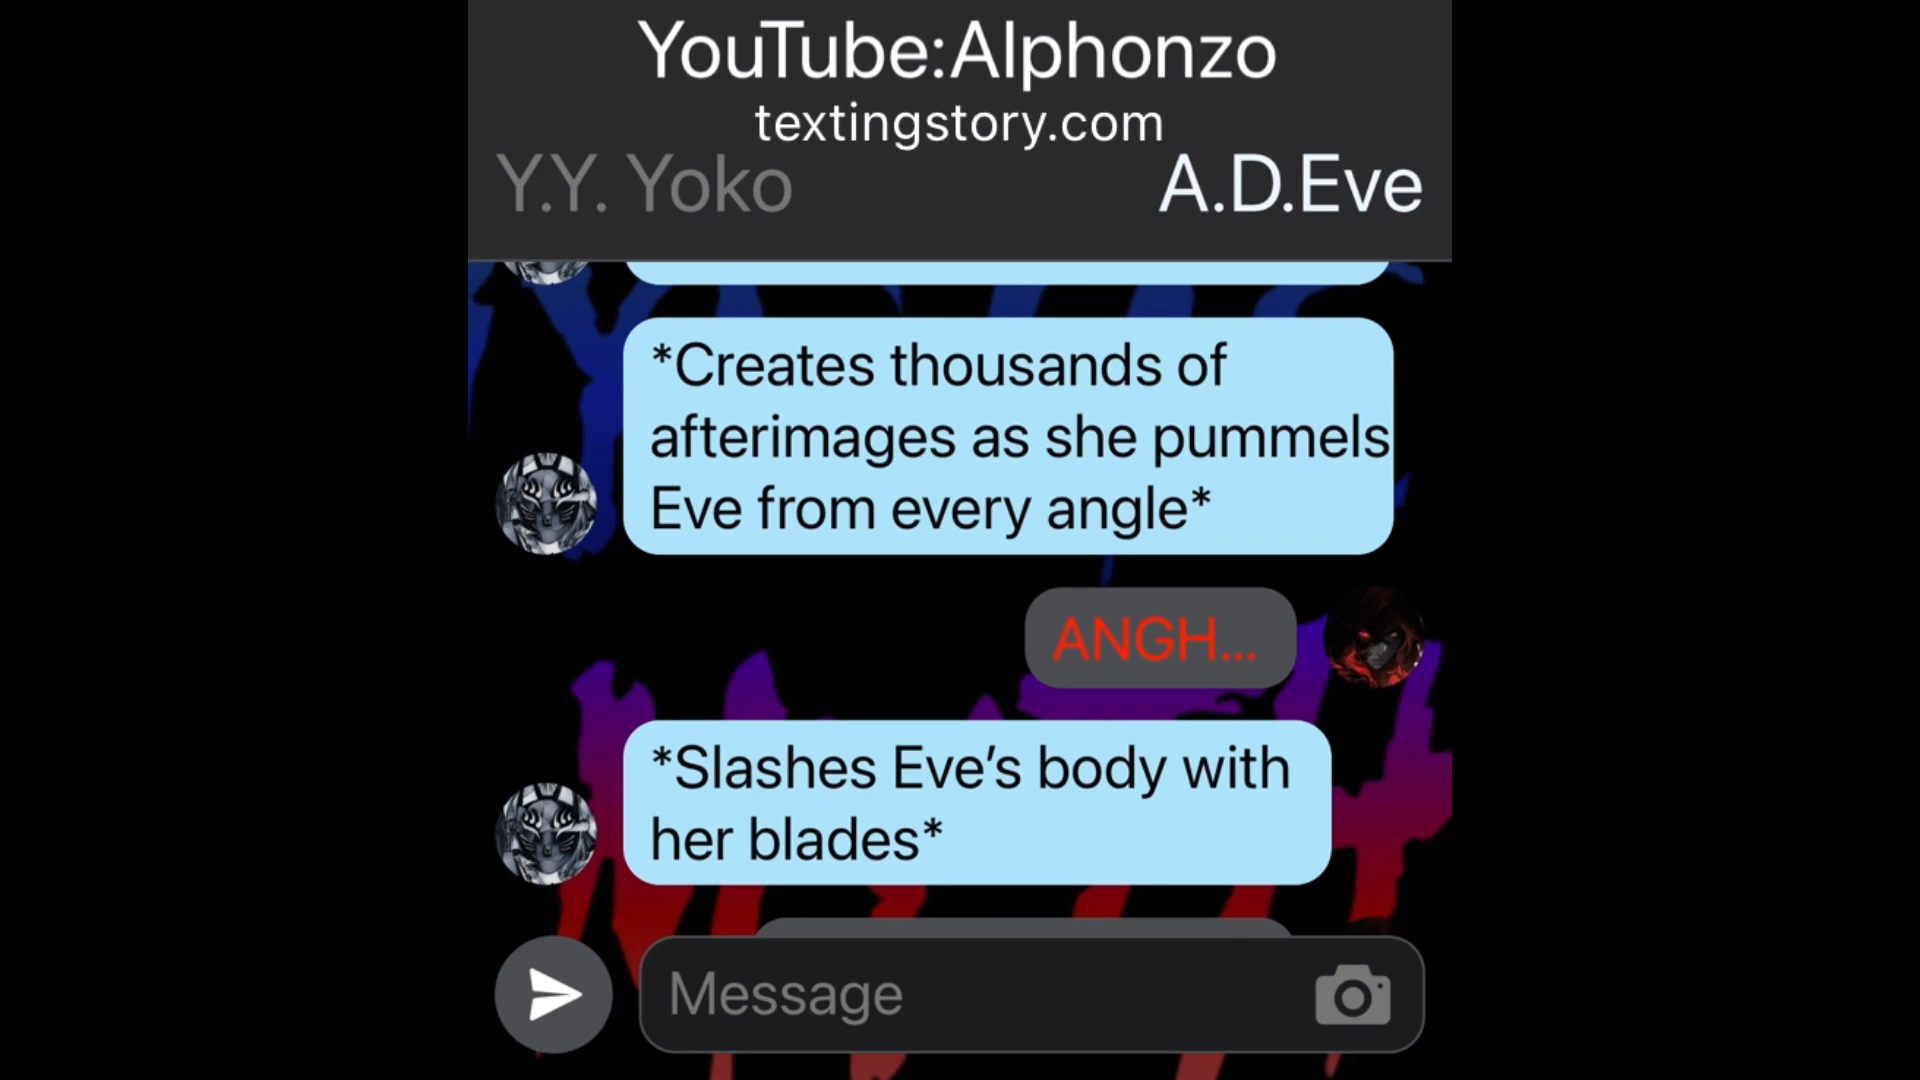 YouTube:Alphonzo
textingstory.com
Y.Y. Yoko
A.D.Eve
*Creates thousands of
afterimages as she pummels
Eve from every angle*
ANGH...
*Slashes Eve’s body with
her blades*
Message